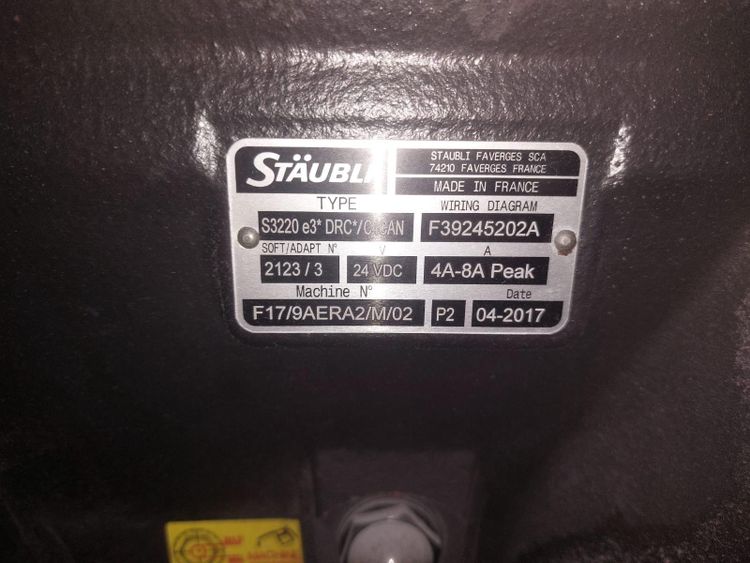 STÄUBLI
STAUBLI FAVERGES SCA
74210 FAVERGES FRANCE
MADE IN FRANCE
TYPE WIRING DIAGRAM
S3220 e3* DRC*/ F39245202A
SOFT/ADAPT N° V A
2123 / 3 24 VDC 4A-8A Peak
Machine N° Date
F17/9AERA2/M/02 P2 04-2017